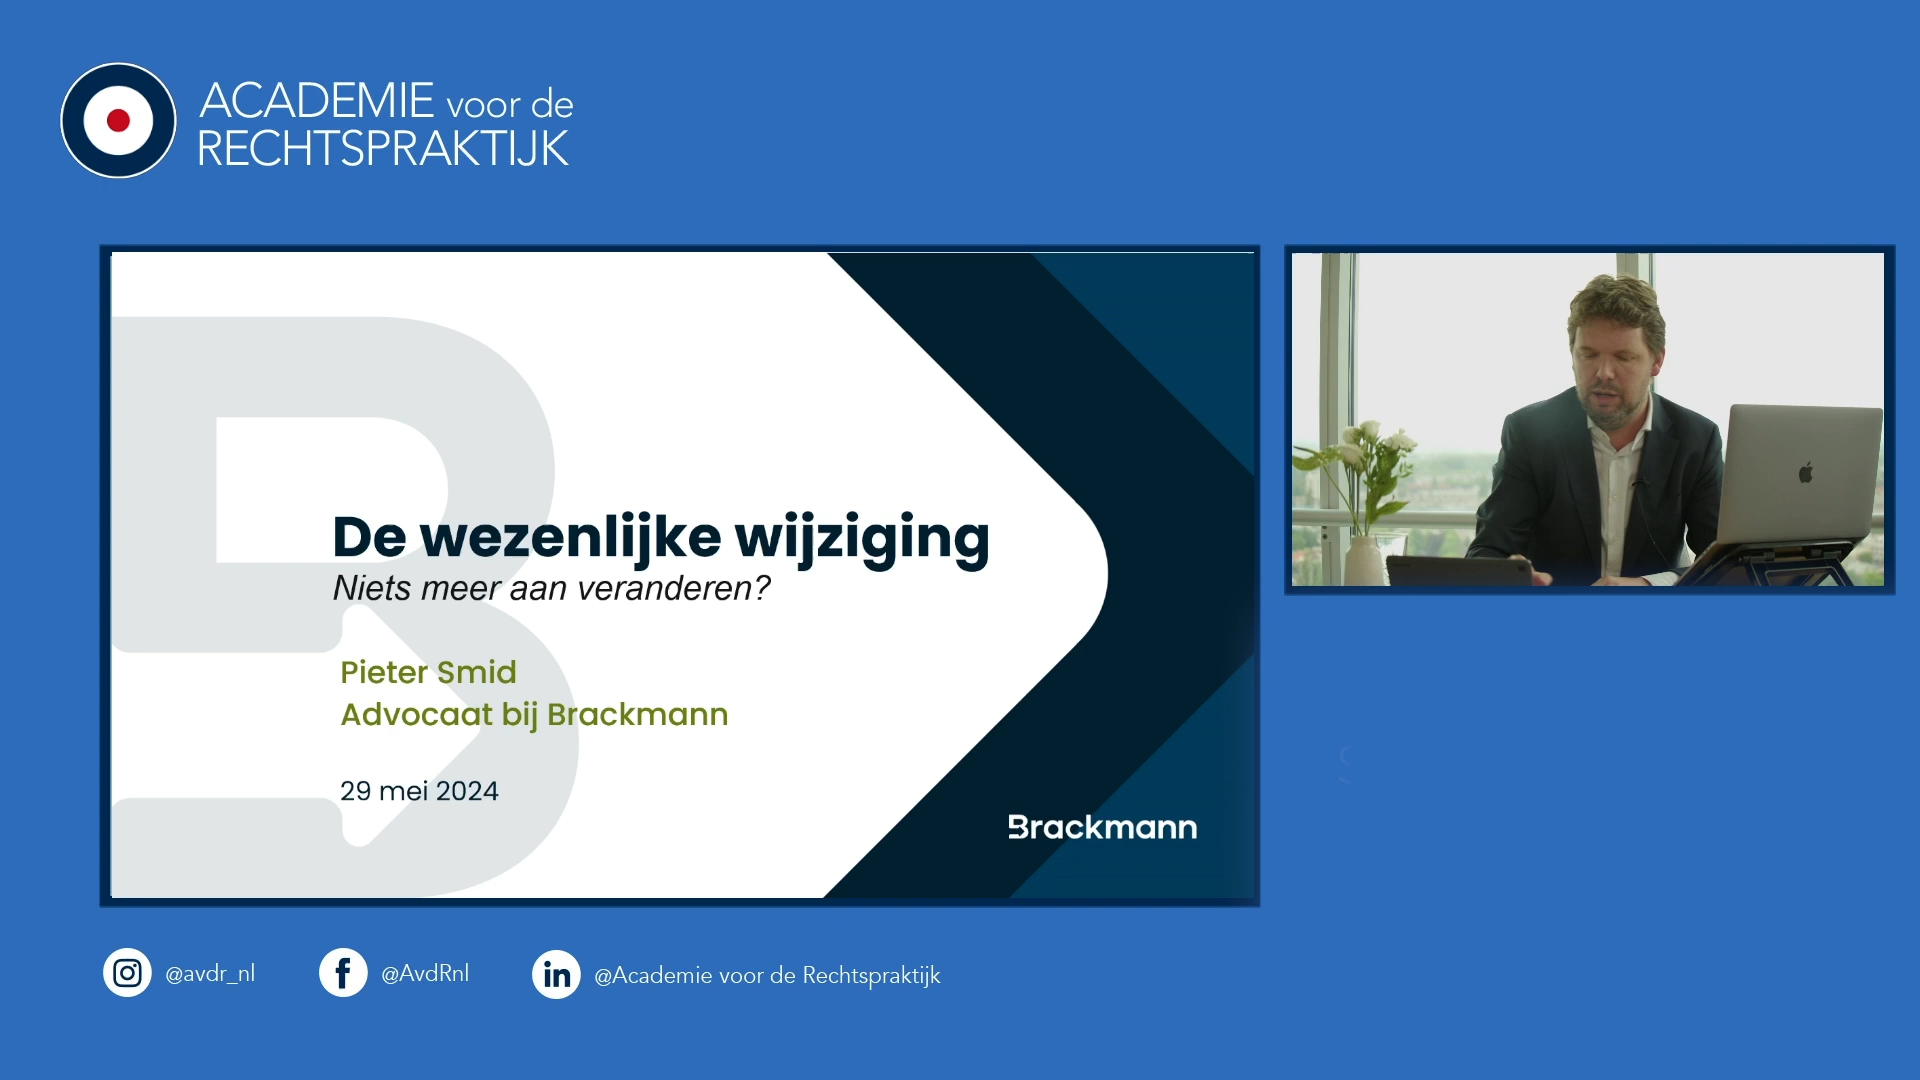 ACADEMIE voor de
RECHTSPRAKTIJK
De wezenlijke wijziging
Niets meer aan veranderen?
Pieter Smid
Advocaat bij Brackmann
29 mei 2024
Brackmann
@avdr_nl
@AvdRnl
in
@Academie voor de Rechtspraktijk